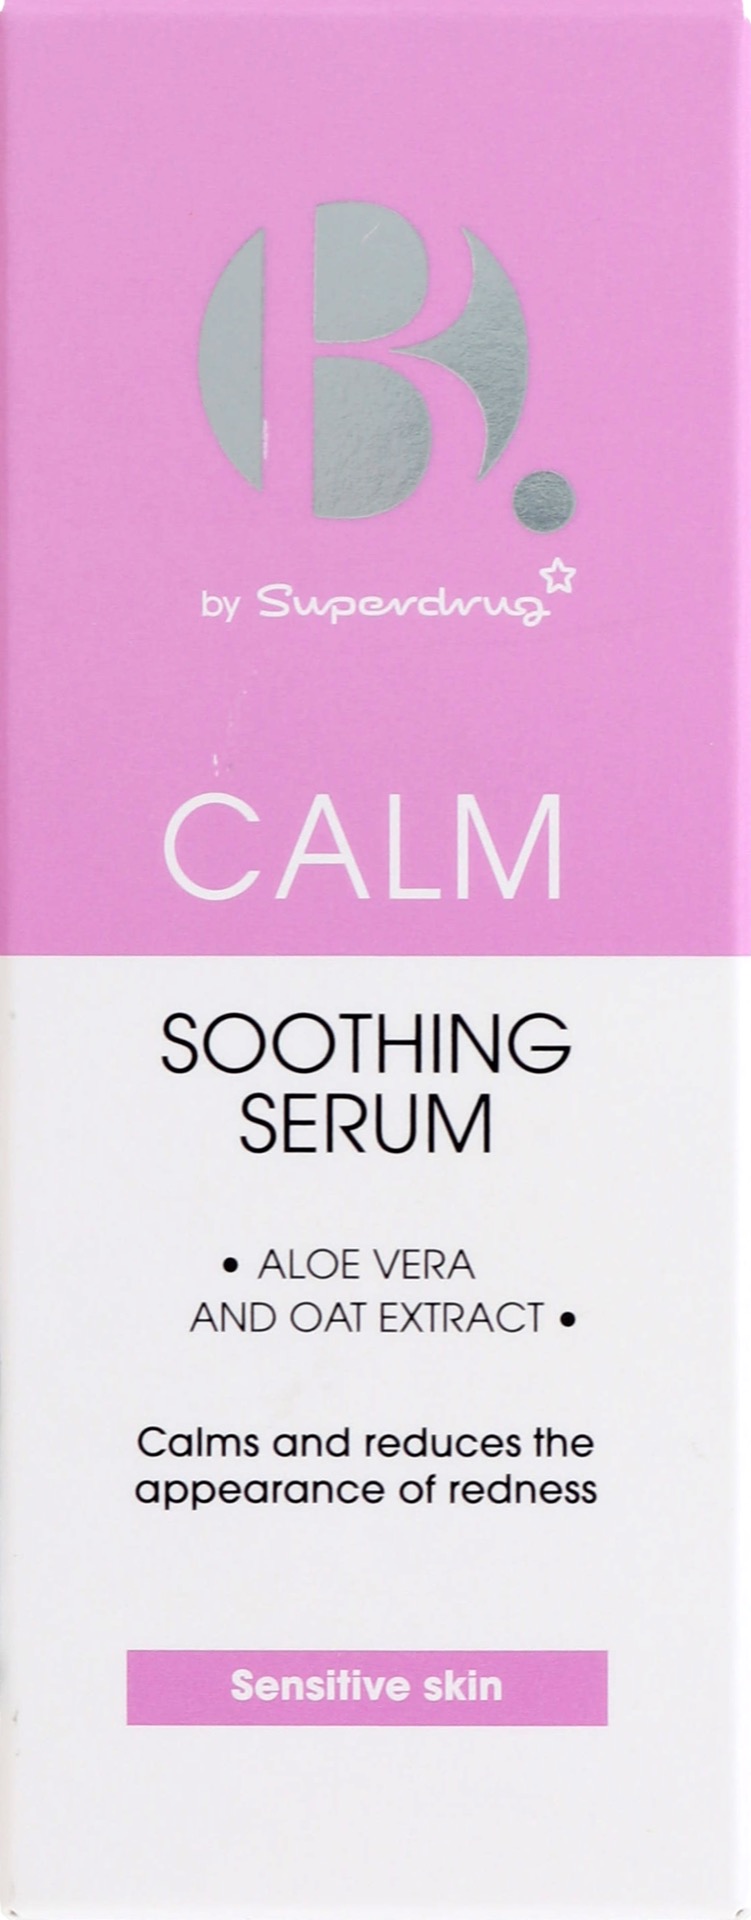 B.
by Superdrug
CALM
SOOTHING
SERUM
• ALOE VERA
AND OAT EXTRACT •
Calms and reduces the
appearance of redness
Sensitive skin